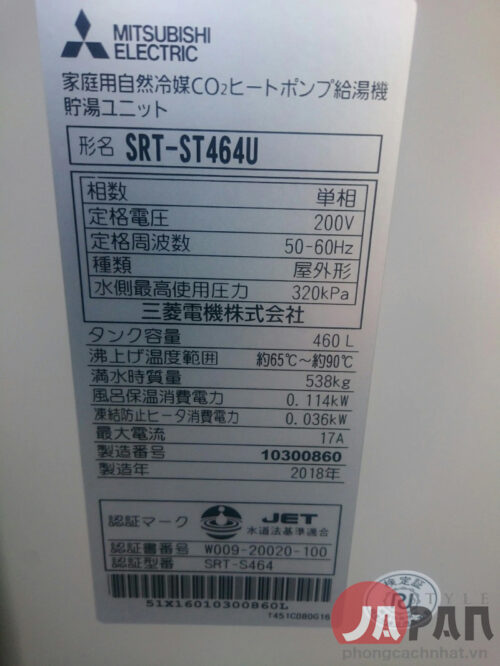 MITSUBISHI
ELECTRIC
家庭用自然冷媒CO₂ヒートポンプ給湯機
貯湯ユニット
形名 SRT-ST464U
相数 単相
定格電圧 200V
定格周波数 50-60Hz
種類 屋外形
水側最高使用圧力 320kPa
三菱電機株式会社
タンク容量 460L
沸上げ温度範囲 約65℃〜約90℃
満水時質量 538kg
風呂保温消費電力 0.114kW
凍結防止ヒータ消費電力 0.036kW
最大電流 17A
製造番号 10300860
製造年 2018年
認証マーク JET
水道法基準適合
認証書番号 W009-20020-100
認証型番 SRT-S464
51X16010300860L
T451C080G16
検定証
STYLE
JAPAN
phongcachnhat.vn